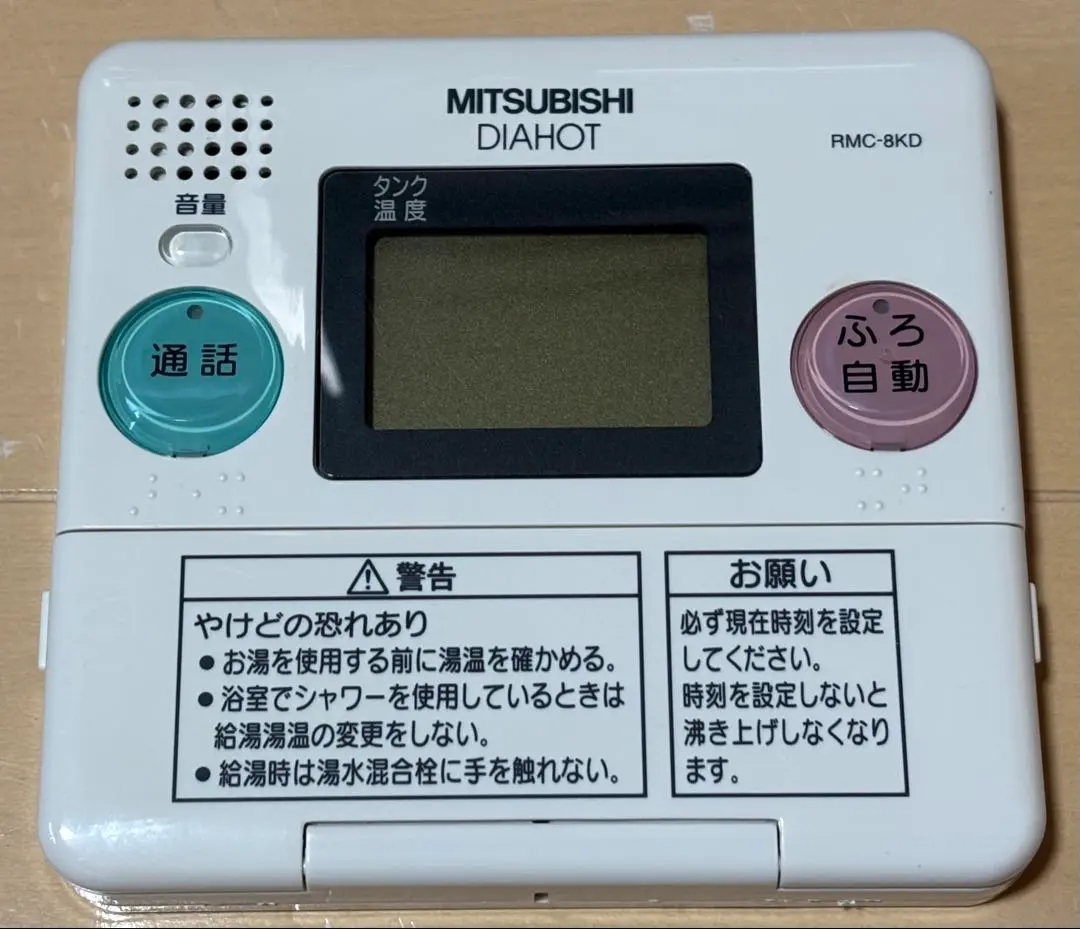 MITSUBISHI
DIAHOT
RMC-8KD
音量
タンク
温度
通話
ふろ
自動
⚠警告
やけどの恐れあり
●お湯を使用する前に湯温を確かめる。
●浴室でシャワーを使用しているときは
給湯湯温の変更をしない。
●給湯時は湯水混合栓に手を触れない。
お願い
必ず現在時刻を設定
してください。
時刻を設定しないと
沸き上げしなくなり
ます。